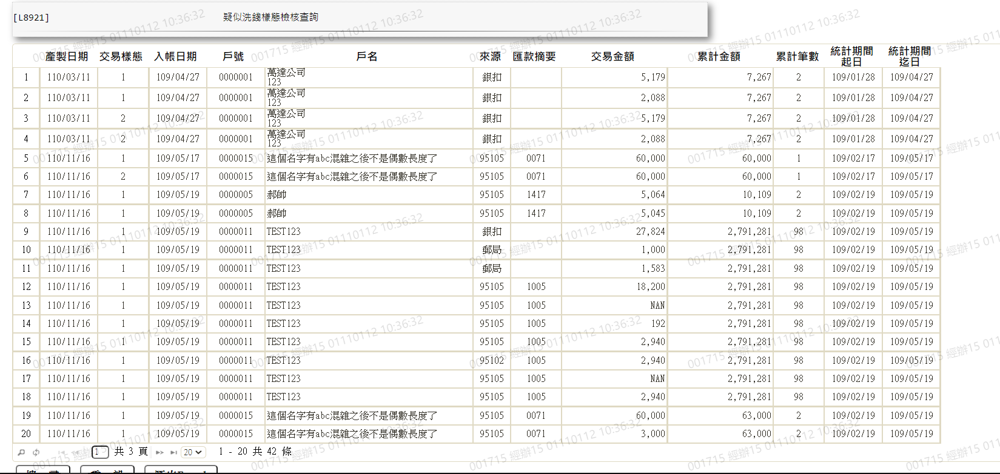 [L8921] 疑似洗錢樣態檢核查詢
產製日期 交易樣態 入帳日期 戶號 戶名 來源 匯款摘要 交易金額 累計金額 累計筆數 統計期間起日 統計期間迄日
1 110/03/11 1 109/04/27 0000001 萬達公司 123 銀扣 5,179 7,267 2 109/01/28 109/04/27
2 110/03/11 1 109/04/27 0000001 萬達公司 123 銀扣 2,088 7,267 2 109/01/28 109/04/27
3 110/03/11 2 109/04/27 0000001 萬達公司 123 銀扣 5,179 7,267 2 109/01/28 109/04/27
4 110/03/11 2 109/04/27 0000001 萬達公司 123 銀扣 2,088 7,267 2 109/01/28 109/04/27
5 110/11/16 1 109/05/17 0000015 這個名字有abc混雜之後不是偶數長度了 95105 0071 60,000 60,000 1 109/02/17 109/05/17
6 110/11/16 2 109/05/17 0000015 這個名字有abc混雜之後不是偶數長度了 95105 0071 60,000 60,000 1 109/02/17 109/05/17
7 110/11/16 1 109/05/19 0000005 郝帥 95105 1417 5,064 10,109 2 109/02/19 109/05/19
8 110/11/16 1 109/05/19 0000005 郝帥 95105 1417 5,045 10,109 2 109/02/19 109/05/19
9 110/11/16 1 109/05/19 0000011 TEST123 銀扣 27,824 2,791,281 98 109/02/19 109/05/19
10 110/11/16 1 109/05/19 0000011 TEST123 郵局 1,000 2,791,281 98 109/02/19 109/05/19
11 110/11/16 1 109/05/19 0000011 TEST123 郵局 1,583 2,791,281 98 109/02/19 109/05/19
12 110/11/16 1 109/05/19 0000011 TEST123 95105 1005 18,200 2,791,281 98 109/02/19 109/05/19
13 110/11/16 1 109/05/19 0000011 TEST123 95105 1005 NAN 2,791,281 98 109/02/19 109/05/19
14 110/11/16 1 109/05/19 0000011 TEST123 95105 1005 192 2,791,281 98 109/02/19 109/05/19
15 110/11/16 1 109/05/19 0000011 TEST123 95105 1005 2,940 2,791,281 98 109/02/19 109/05/19
16 110/11/16 1 109/05/19 0000011 TEST123 95102 1005 2,940 2,791,281 98 109/02/19 109/05/19
17 110/11/16 1 109/05/19 0000011 TEST123 95105 1005 NAN 2,791,281 98 109/02/19 109/05/19
18 110/11/16 1 109/05/19 0000011 TEST123 95105 1005 2,940 2,791,281 98 109/02/19 109/05/19
19 110/11/16 1 109/05/19 0000015 這個名字有abc混雜之後不是偶數長度了 95105 0071 60,000 63,000 2 109/02/19 109/05/19
20 110/11/16 1 109/05/19 0000015 這個名字有abc混雜之後不是偶數長度了 95105 0071 3,000 63,000 2 109/02/19 109/05/19
1 共 3 頁 20 1 - 20 共 42 條
001715 經辦15 01110112 10:36:32